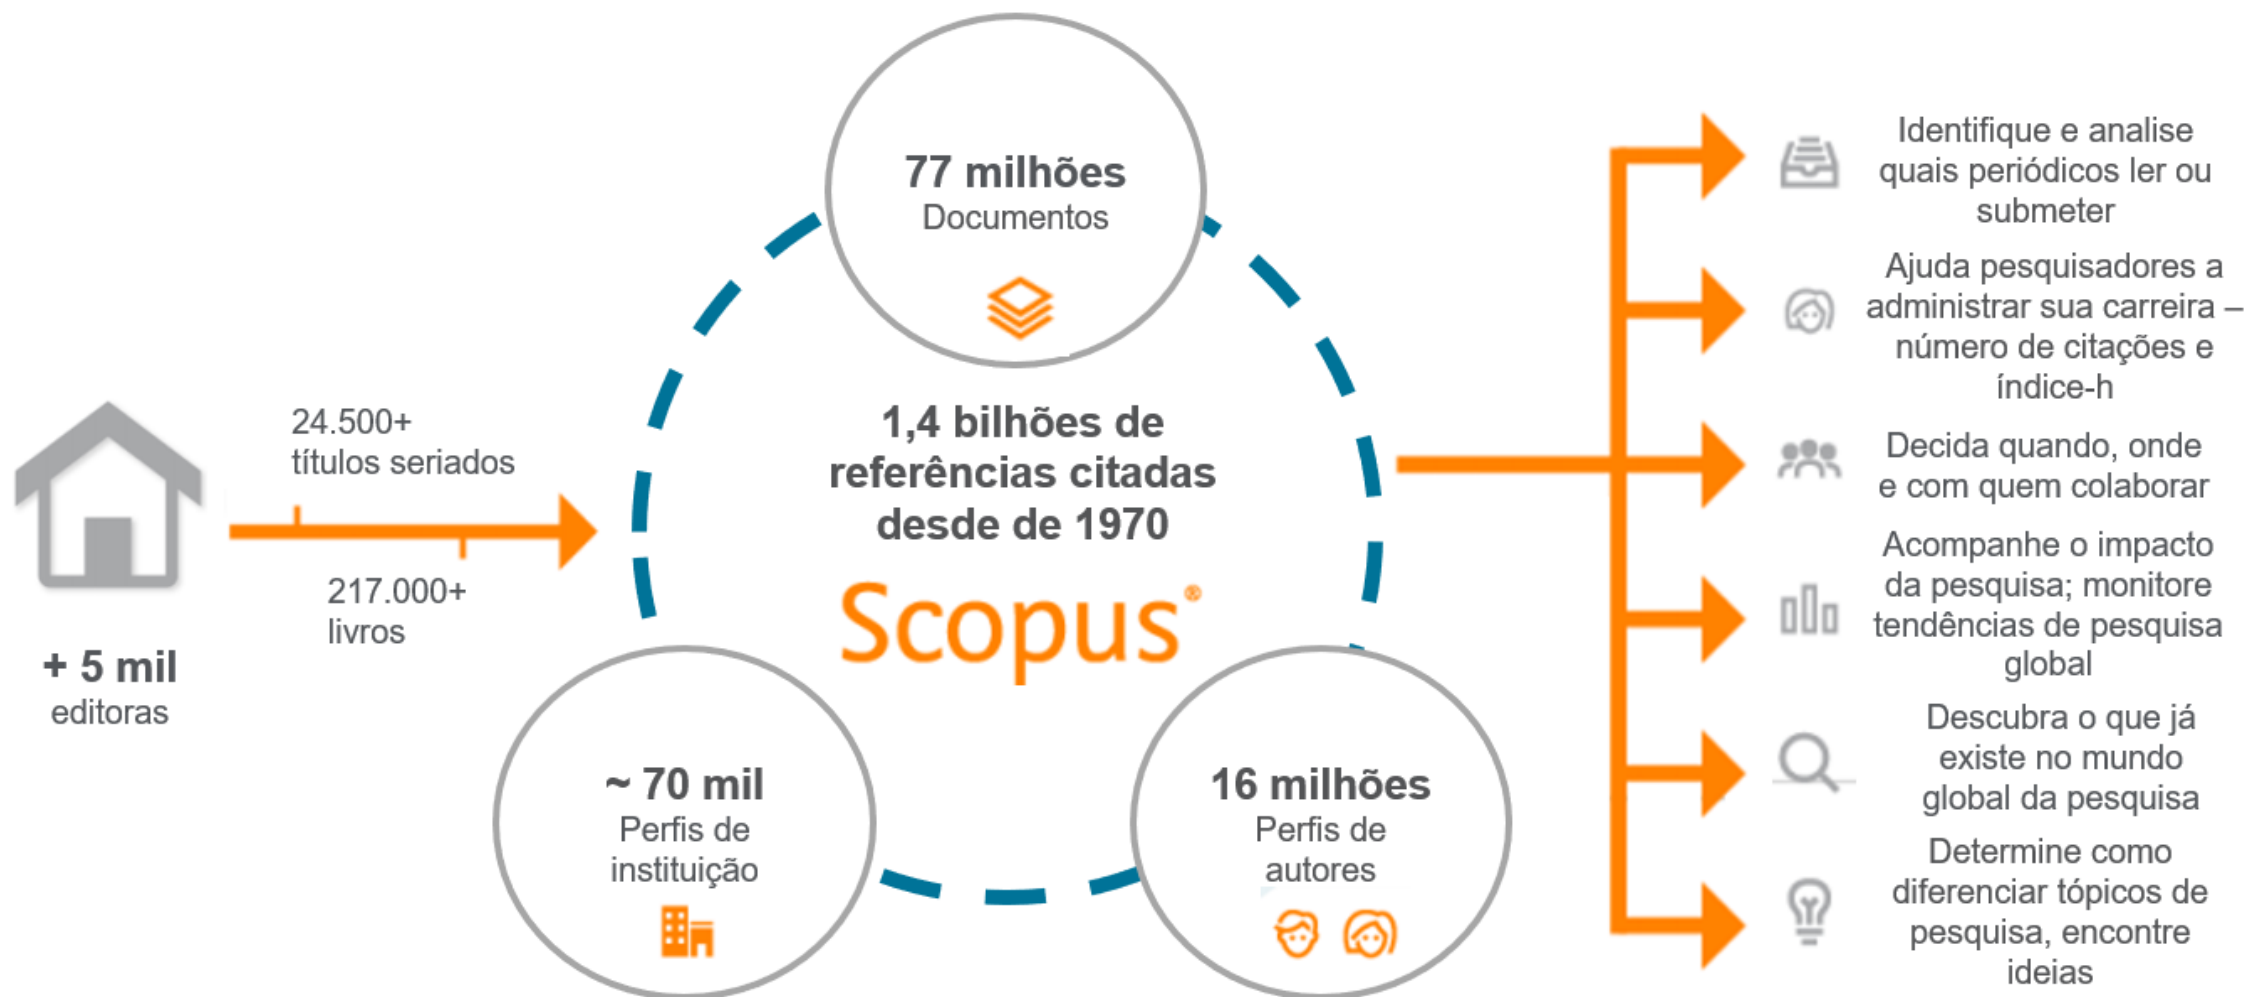 + 5 mil
editoras
24.500+
títulos seriados
217.000+
livros
77 milhões
Documentos
1,4 bilhões de
referências citadas
desde de 1970
Scopus®
~ 70 mil
Perfis de
instituição
16 milhões
Perfis de
autores
Identifique e analise
quais periódicos ler ou
submeter
Ajuda pesquisadores a
administrar sua carreira –
número de citações e
índice-h
Decida quando, onde
e com quem colaborar
Acompanhe o impacto
da pesquisa; monitore
tendências de pesquisa
global
Descubra o que já
existe no mundo
global da pesquisa
Determine como
diferenciar tópicos de
pesquisa, encontre
ideias